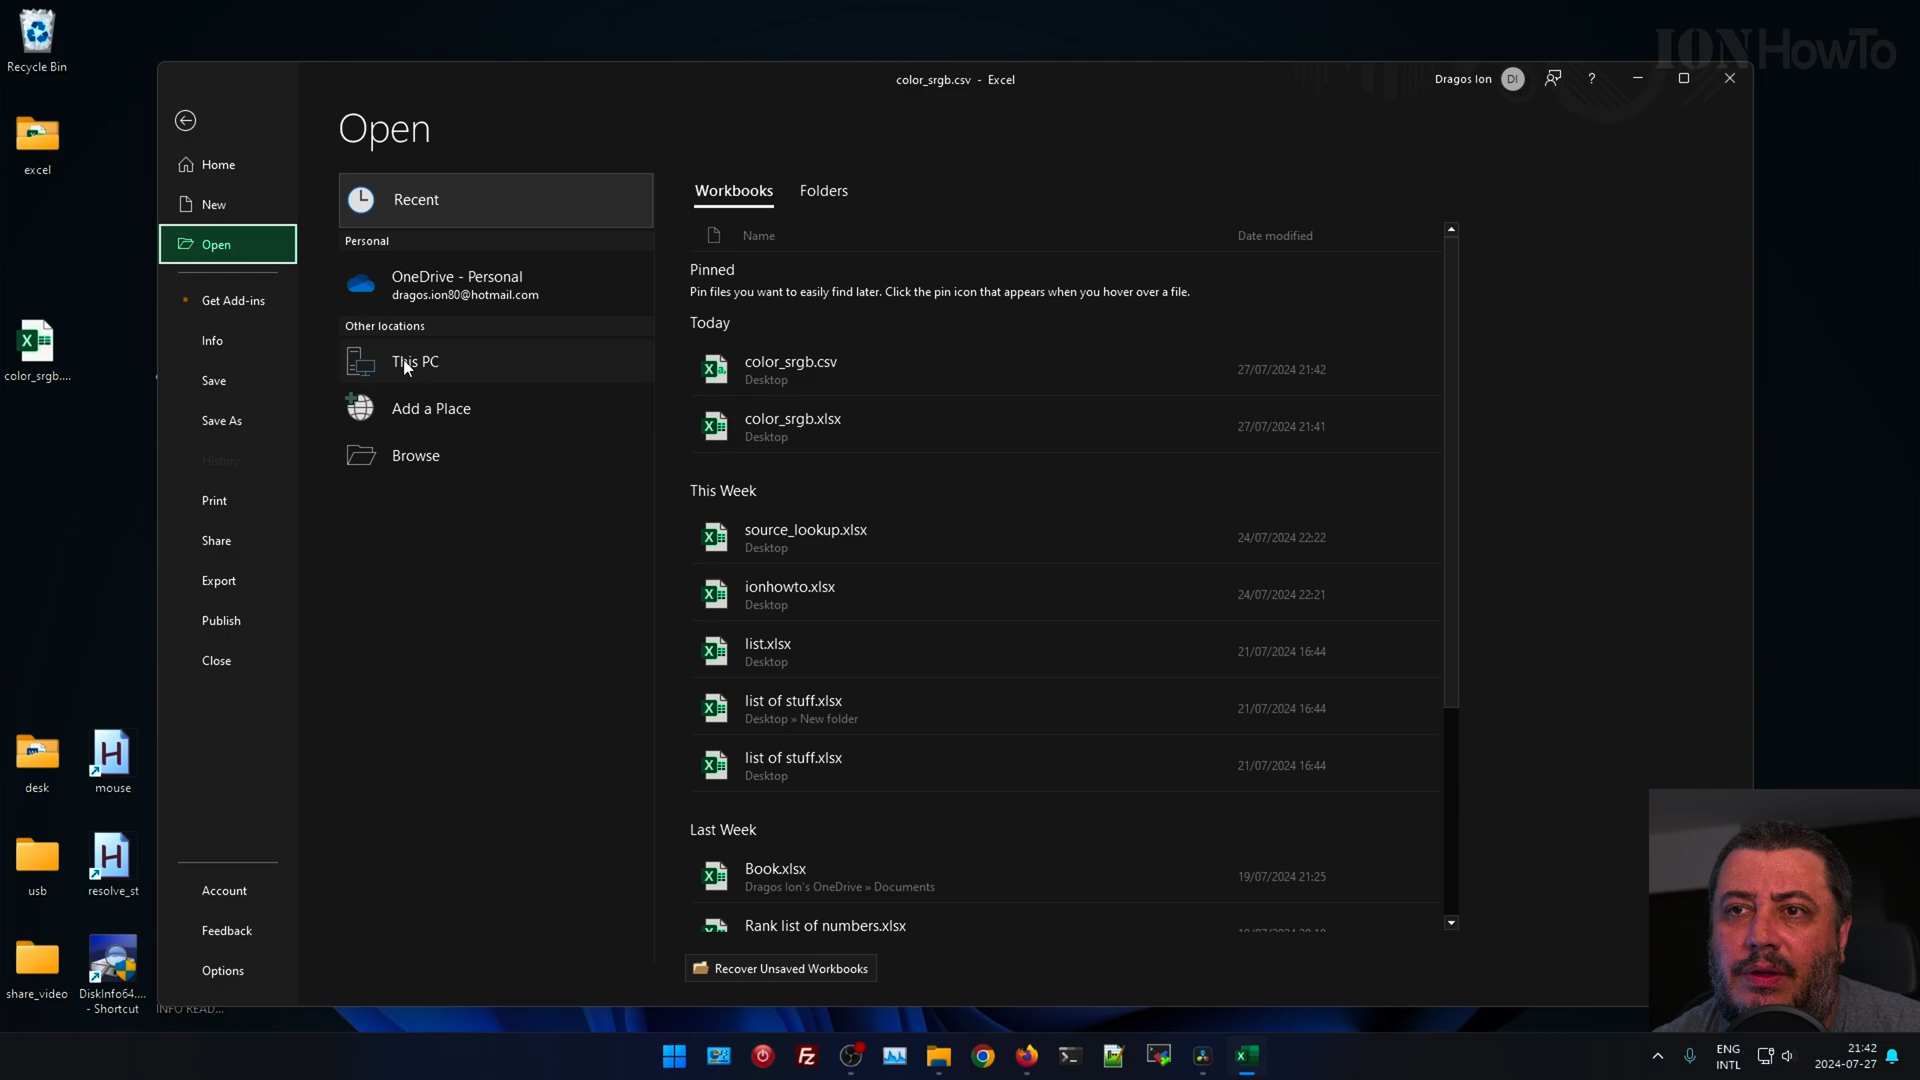 Recycle Bin
excel
color_srgb....
desk
mouse
usb
resolve_st
share_video
DiskInfo64....
- Shortcut
INFO READ...
IONHowTo
color_srgb.csv - Excel
Dragos Ion
DI
?
Home
New
Open
Get Add-ins
Info
Save
Save As
History
Print
Share
Export
Publish
Close
Account
Feedback
Options
Open
Recent
Personal
OneDrive - Personal
dragos.ion80@hotmail.com
Other locations
This PC
Add a Place
Browse
Workbooks
Folders
Name
Date modified
Pinned
Pin files you want to easily find later. Click the pin icon that appears when you hover over a file.
Today
color_srgb.csv
Desktop
27/07/2024 21:42
color_srgb.xlsx
Desktop
27/07/2024 21:41
This Week
source_lookup.xlsx
Desktop
24/07/2024 22:22
ionhowto.xlsx
Desktop
24/07/2024 22:21
list.xlsx
Desktop
21/07/2024 16:44
list of stuff.xlsx
Desktop » New folder
21/07/2024 16:44
list of stuff.xlsx
Desktop
21/07/2024 16:44
Last Week
Book.xlsx
Dragos Ion's OneDrive » Documents
19/07/2024 21:25
Rank list of numbers.xlsx
Recover Unsaved Workbooks
ENG
INTL
21:42
2024-07-27